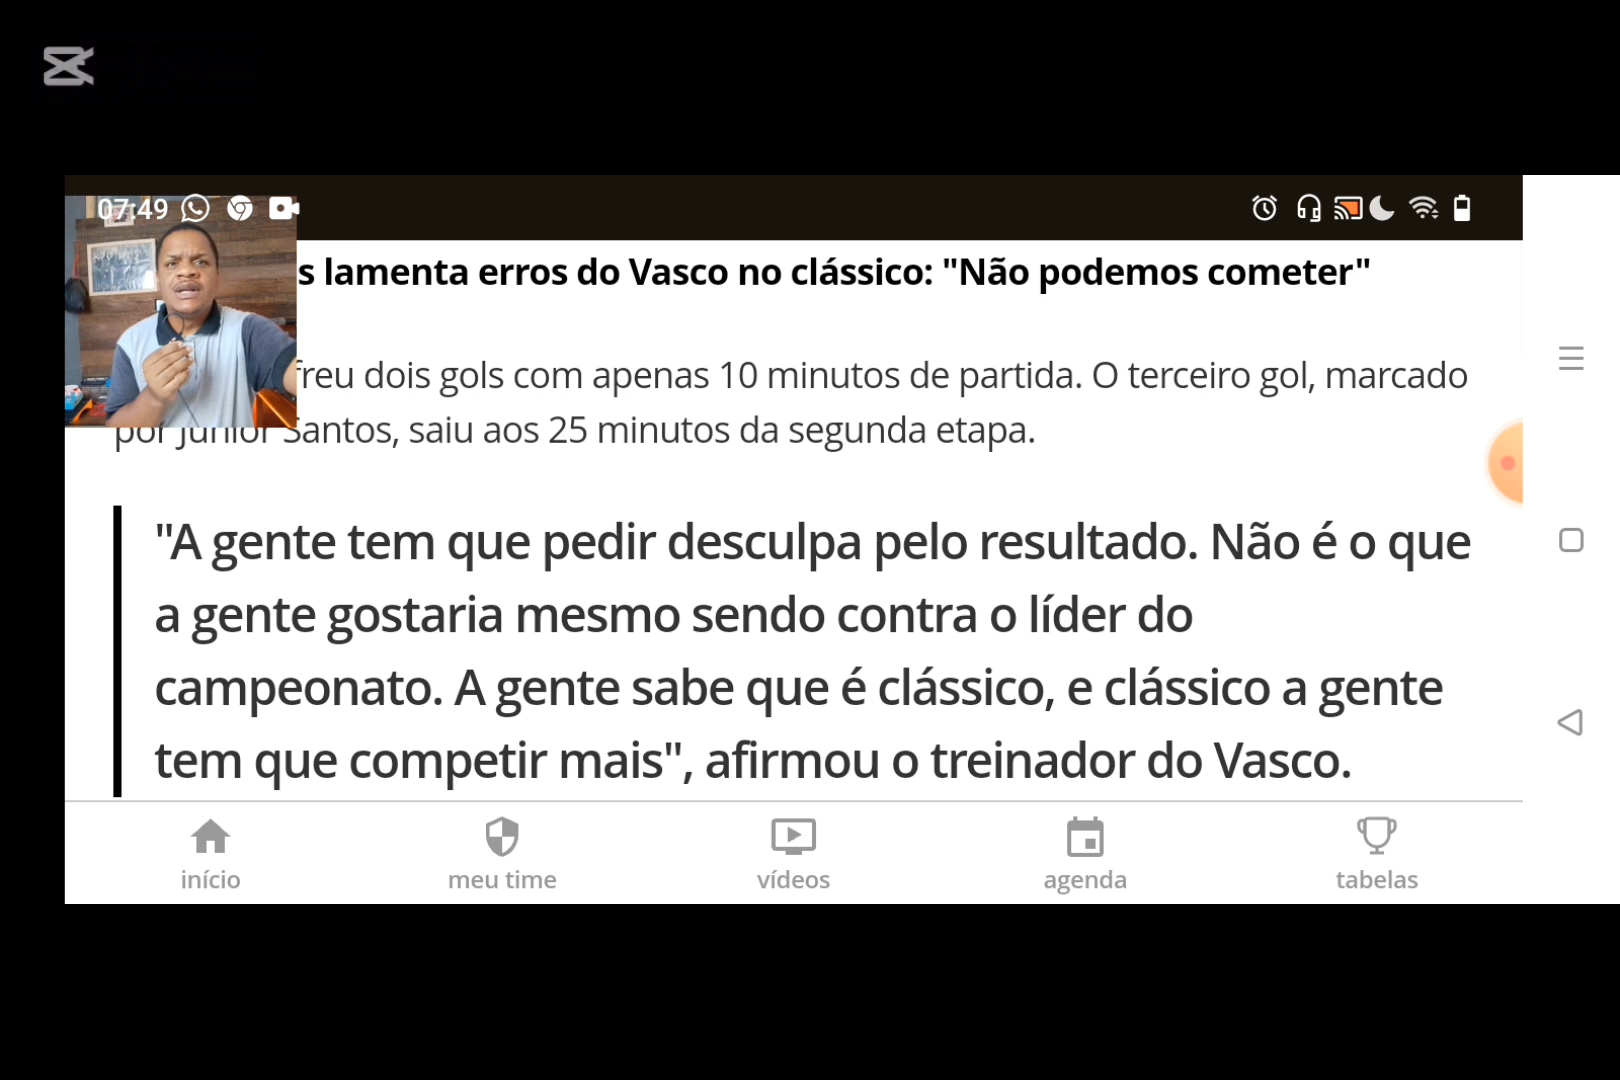 07:49
s lamenta erros do Vasco no clássico: "Não podemos cometer"
freu dois gols com apenas 10 minutos de partida. O terceiro gol, marcado
por Júnior Santos, saiu aos 25 minutos da segunda etapa.
"A gente tem que pedir desculpa pelo resultado. Não é o que
a gente gostaria mesmo sendo contra o líder do
campeonato. A gente sabe que é clássico, e clássico a gente
tem que competir mais", afirmou o treinador do Vasco.
início
meu time
vídeos
agenda
tabelas